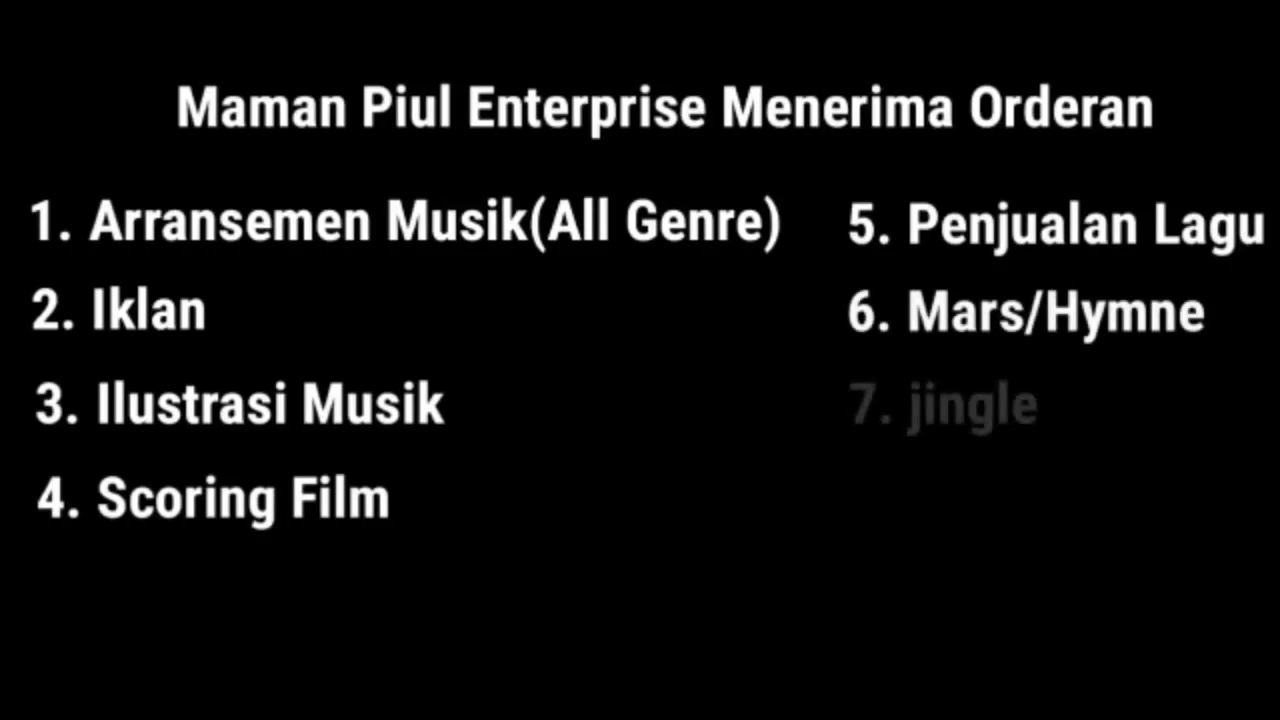 Maman Piul Enterprise Menerima Orderan
1. Arransemen Musik(All Genre)
2. Iklan
3. Ilustrasi Musik
4. Scoring Film
5. Penjualan Lagu
6. Mars/Hymne
7. jingle